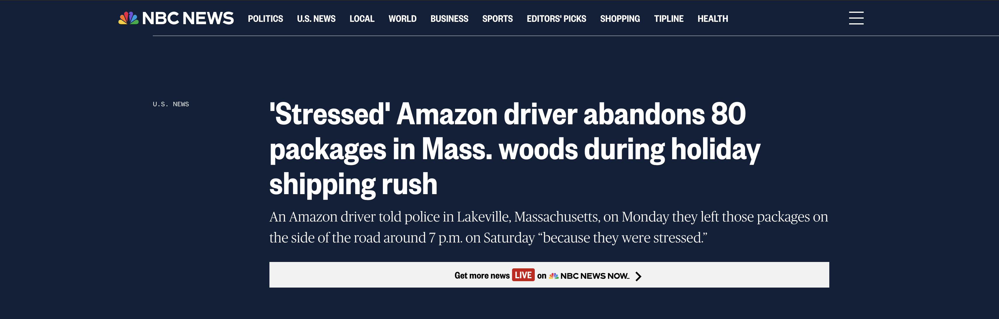 NBC NEWS POLITICS U.S. NEWS LOCAL WORLD BUSINESS SPORTS EDITORS' PICKS SHOPPING TIPLINE HEALTH
U.S. NEWS
'Stressed' Amazon driver abandons 80
packages in Mass. woods during holiday
shipping rush
An Amazon driver told police in Lakeville, Massachusetts, on Monday they left those packages on
the side of the road around 7 p.m. on Saturday “because they were stressed.”
Get more news LIVE on NBC NEWS NOW_